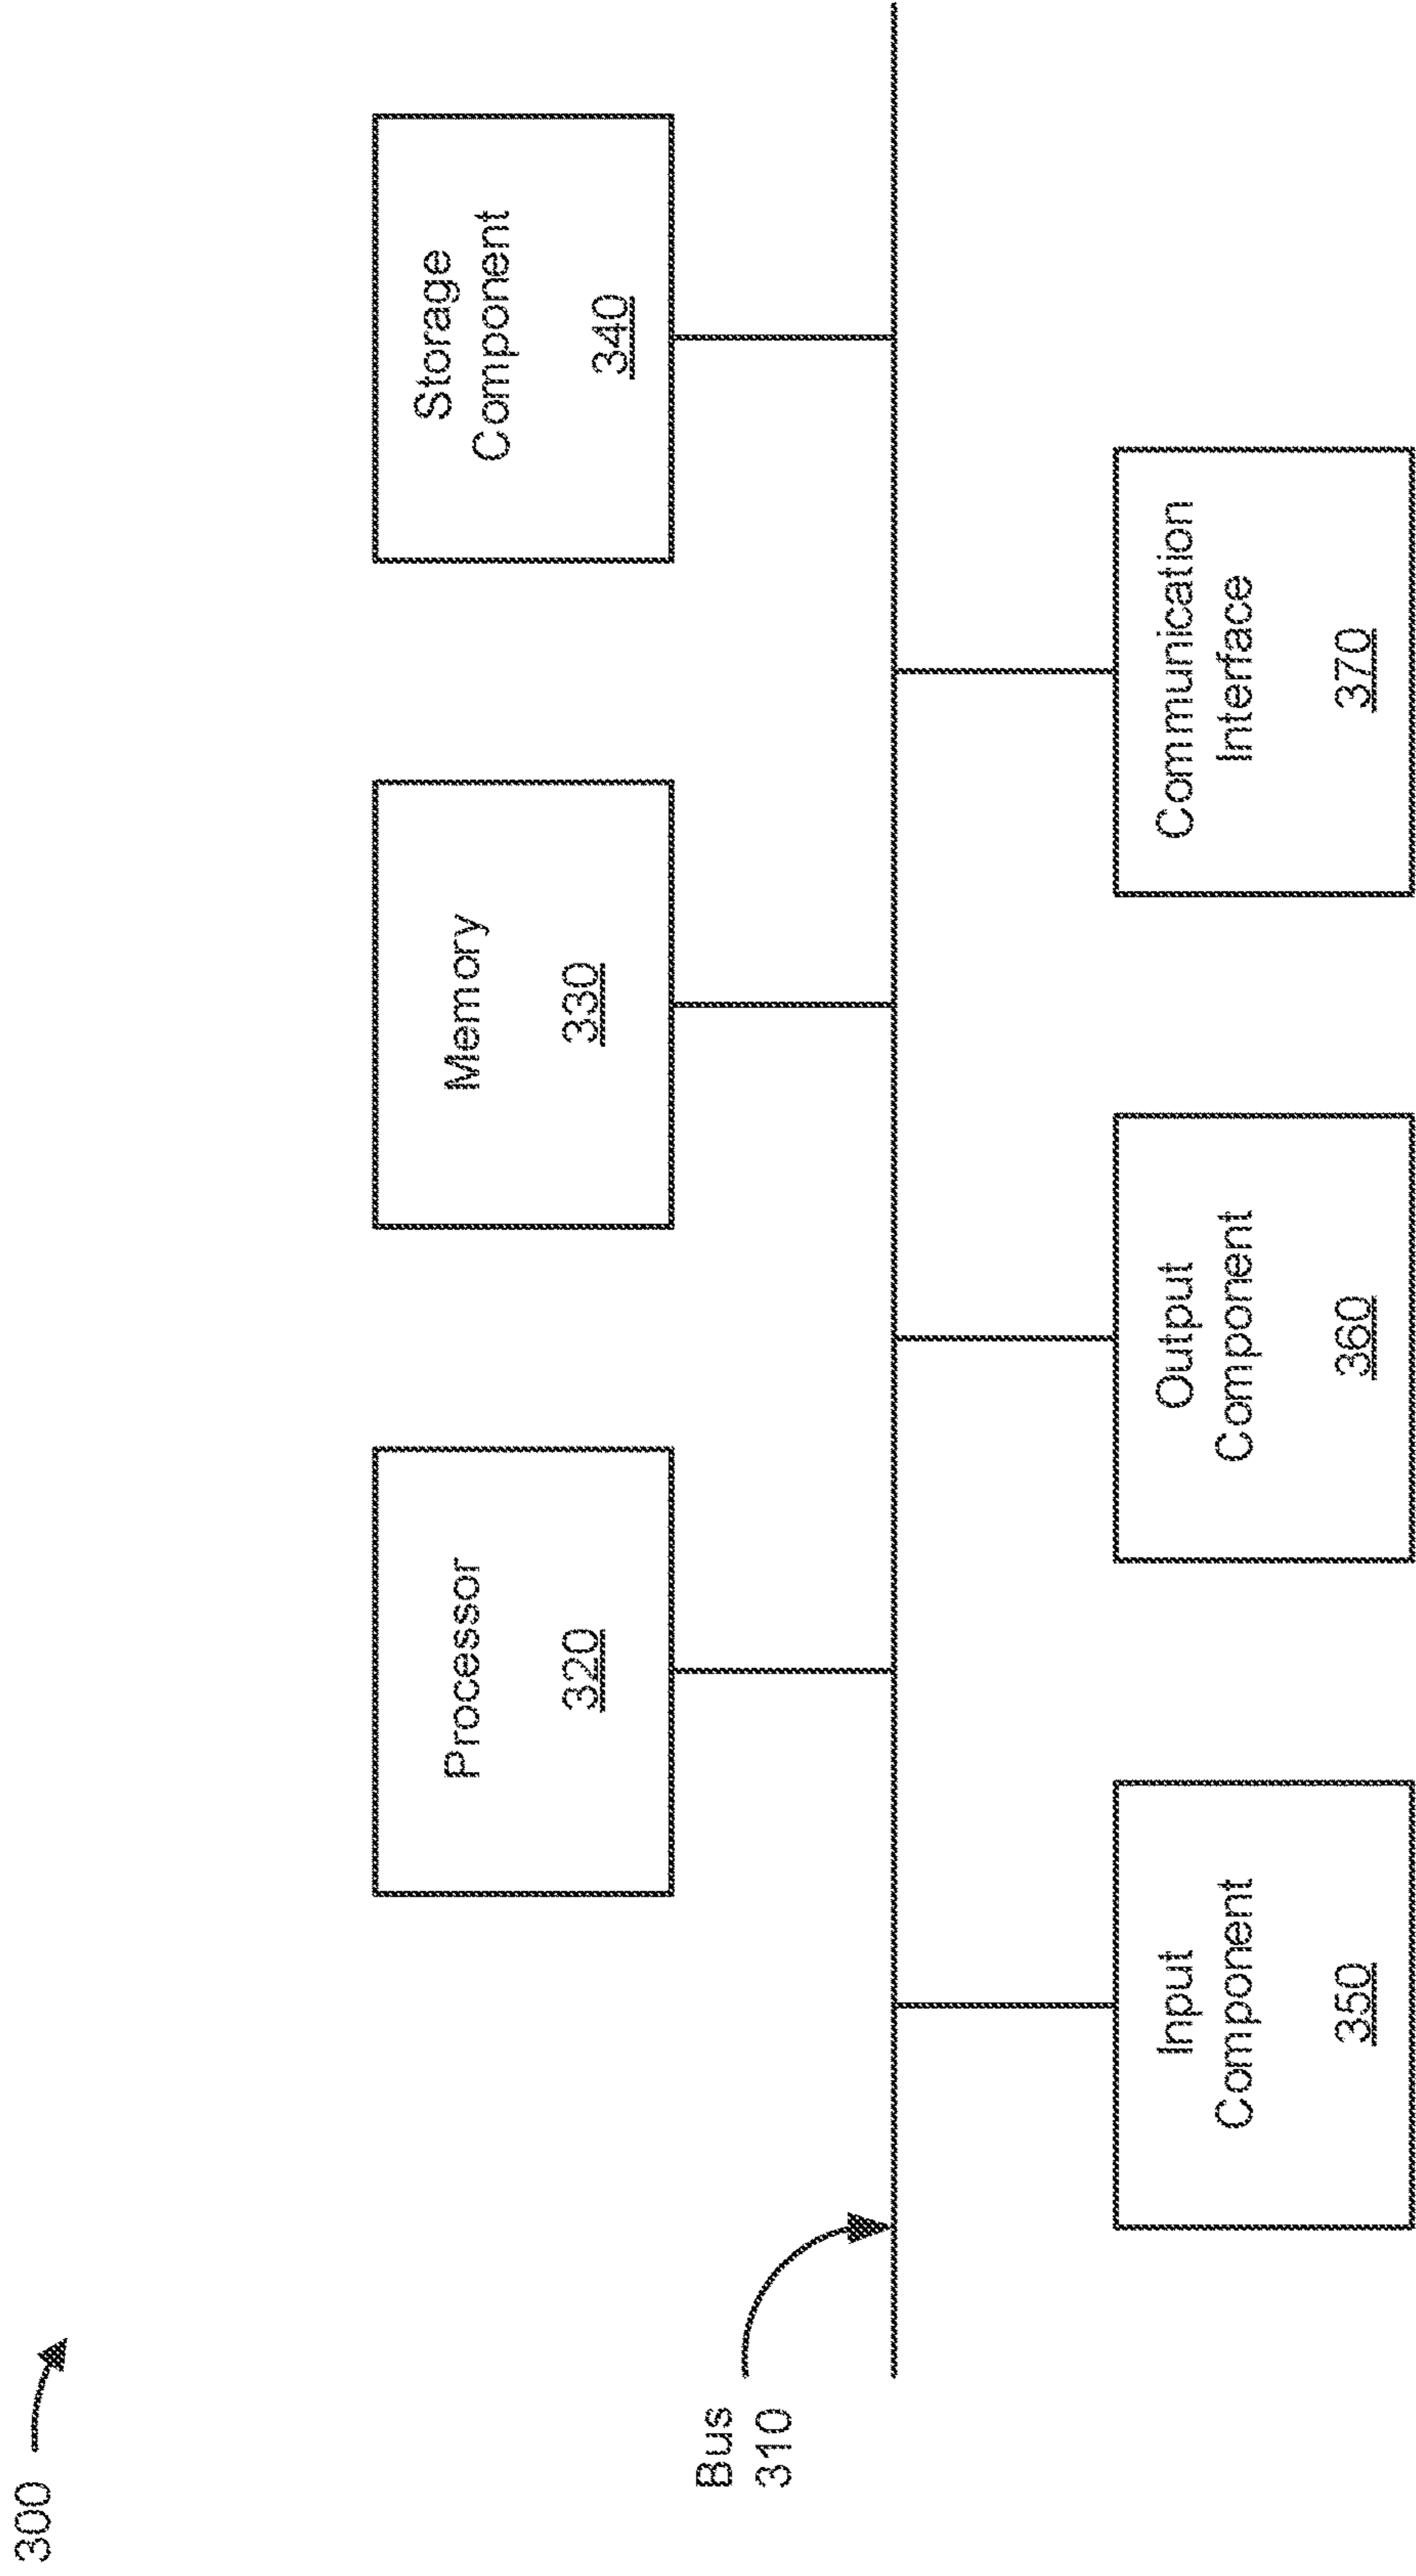 300
Processor
320
Memory
330
Storage
Component
340
Bus
310
Input
Component
350
Output
Component
360
Communication
Interface
370